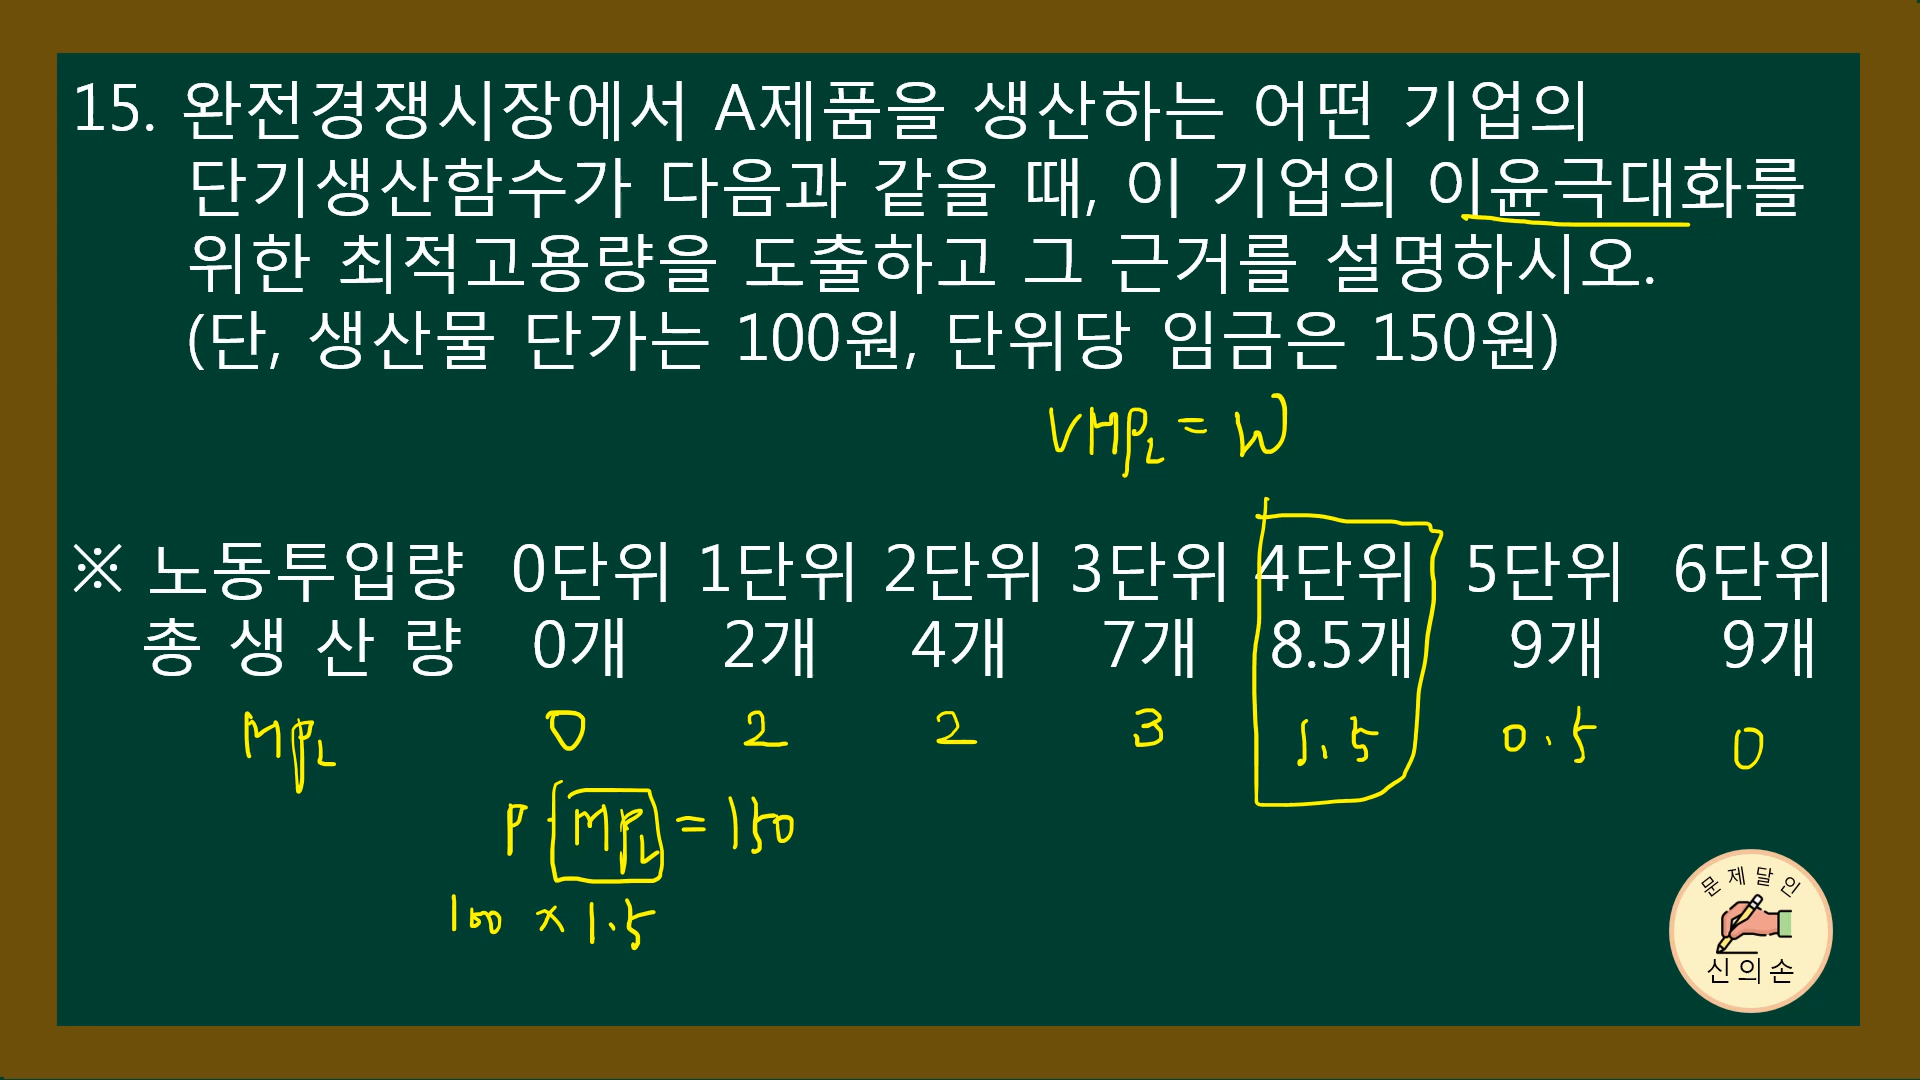 15. 완전경쟁시장에서 A제품을 생산하는 어떤 기업의
단기생산함수가 다음과 같을 때, 이 기업의 이윤극대화를
위한 최적고용량을 도출하고 그 근거를 설명하시오.
(단, 생산물 단가는 100원, 단위당 임금은 150원)
VMPL = W
※ 노동투입량 0단위 1단위 2단위 3단위 4단위 5단위 6단위
총 생 산 량 0개 2개 4개 7개 8.5개 9개 9개
MPL 0 2 2 3 1.5 0.5 0
P · MPL = 150
100 x 1.5
문제달인
신의손